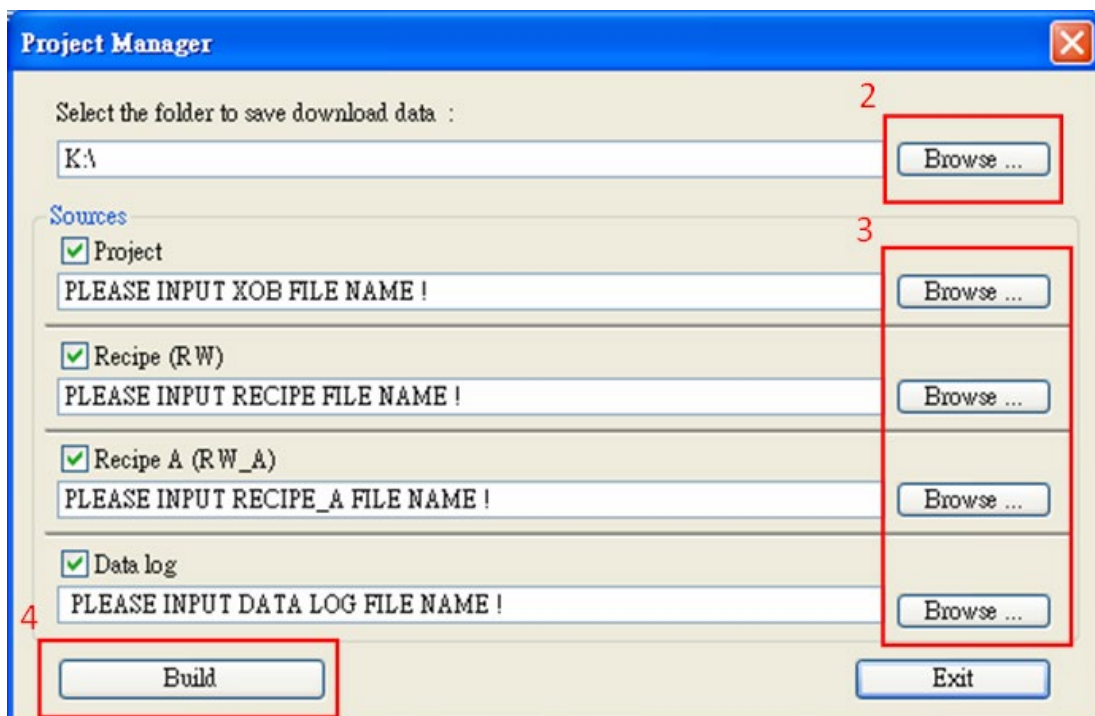 Project Manager
Select the folder to save download data :
2
K:\
Browse ...
Sources
3
Project
PLEASE INPUT XOB FILE NAME !
Browse ...
Recipe (RW)
PLEASE INPUT RECIPE FILE NAME !
Browse ...
Recipe A (RW_A)
PLEASE INPUT RECIPE_A FILE NAME !
Browse ...
Data log
PLEASE INPUT DATA LOG FILE NAME !
Browse ...
4
Build
Exit